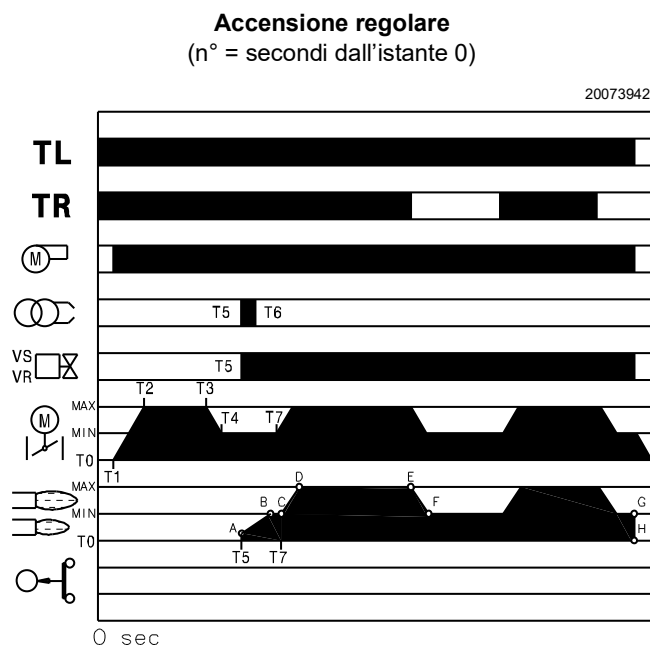 Accensione regolare
(n° = secondi dall'istante 0)
20073942
TL
TR
M
T5 T6
VS
VR
T5
T2 T3
MAX
M
T4 T7
MIN
T0
T1
MAX
D E
MIN
B C F G
A
T0
H
T5 T7
0 sec